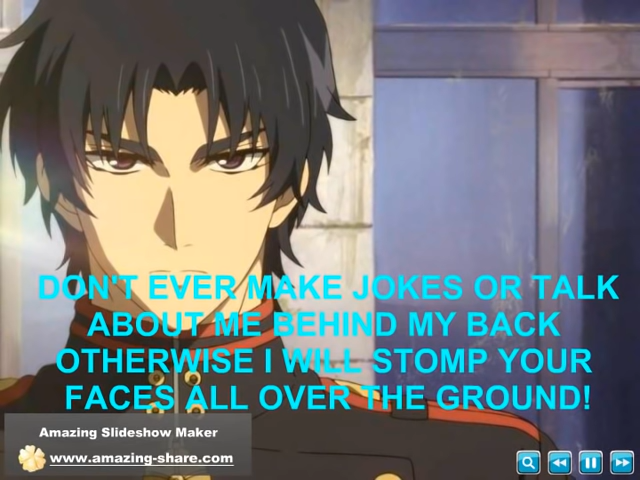 DON'T EVER MAKE JOKES OR TALK
ABOUT ME BEHIND MY BACK
OTHERWISE I WILL STOMP YOUR
FACES ALL OVER THE GROUND!
Amazing Slideshow Maker
www.amazing-share.com